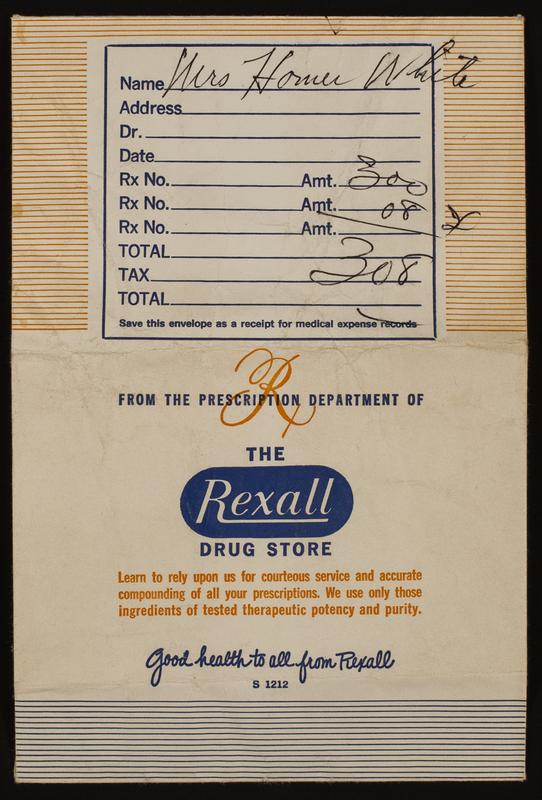 Name Mrs Homer White
Address
Dr.
Date
Rx No. Amt. 300
Rx No. Amt. 08
Rx No. Amt.
TOTAL 308
TAX
TOTAL
Save this envelope as a receipt for medical expense records
Rx
FROM THE PRESCRIPTION DEPARTMENT OF
THE
Rexall
DRUG STORE
Learn to rely upon us for courteous service and accurate
compounding of all your prescriptions. We use only those
ingredients of tested therapeutic potency and purity.
Good health to all from Rexall
S 1212